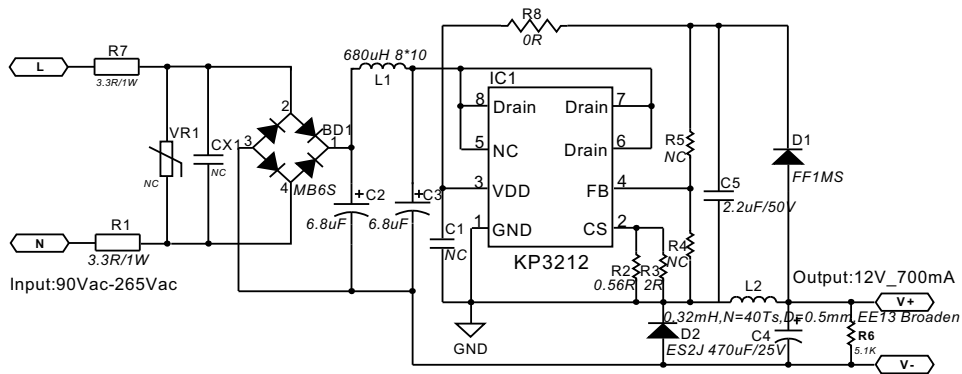 R8
0R
680uH 8*10
L1
R7
3.3R/1W
L
IC1
8
Drain
Drain
7
2
BD1
VR1
NC
CX1
NC
3
1
4
MB6S
5
NC
Drain
6
R5
NC
D1
FF1MS
3
VDD
FB
4
C5
2.2uF/50V
+
C2
6.8uF
+
C3
6.8uF
1
GND
CS
2
R1
3.3R/1W
N
C1
NC
KP3212
R4
NC
R2
0.56R
R3
2R
Input:90Vac-265Vac
Output:12V_700mA
L2
V+
0.32mH,N=40Ts,D=0.5mm,EE13 Broaden
+
GND
D2
ES2J
C4
470uF/25V
R6
5.1K
V-